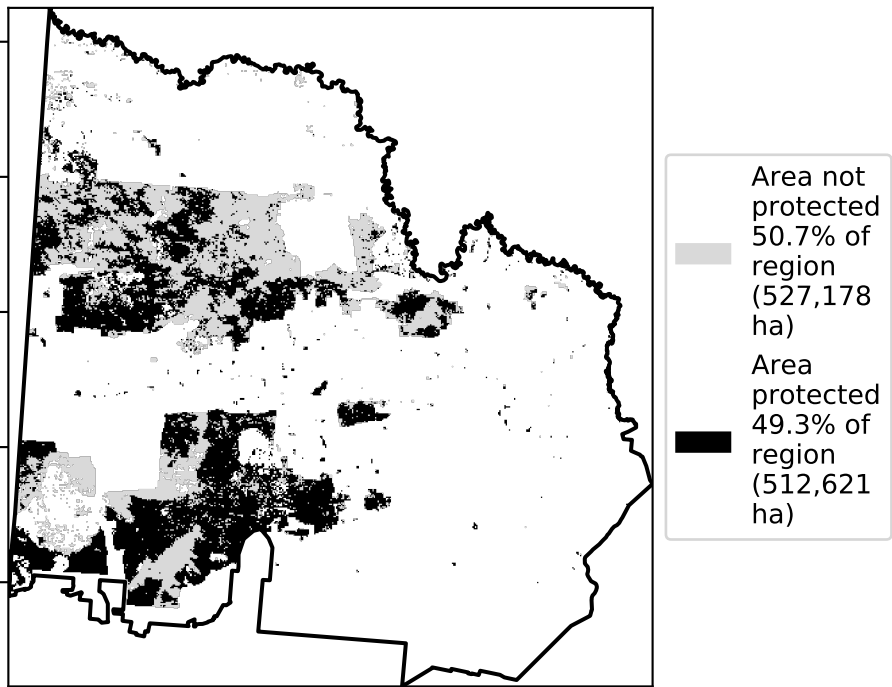 Area not
protected
50.7% of
region
(527,178
ha)
Area
protected
49.3% of
region
(512,621
ha)